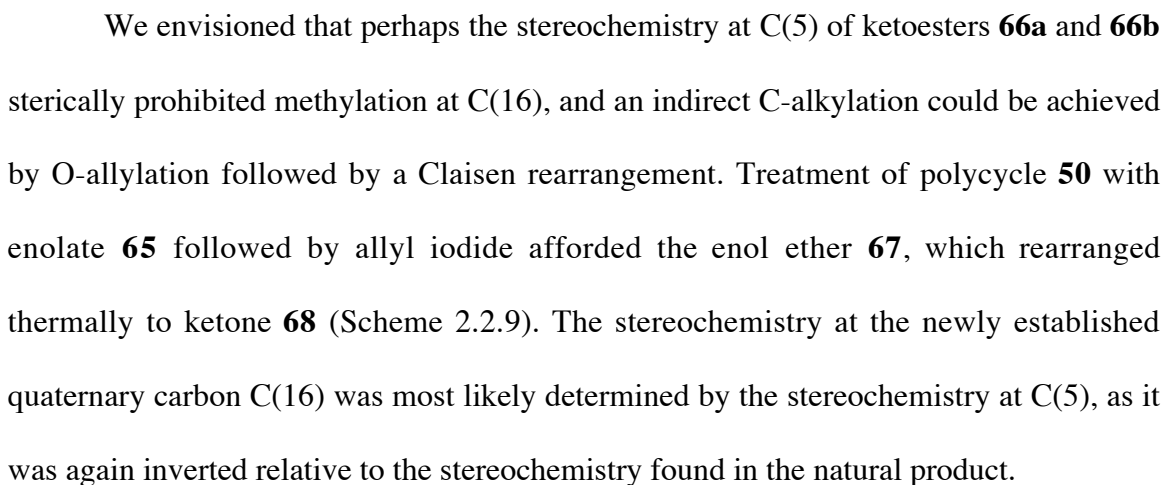 We envisioned that perhaps the stereochemistry at C(5) of ketoesters 66a and 66b
sterically prohibited methylation at C(16), and an indirect C-alkylation could be achieved
by O-allylation followed by a Claisen rearrangement. Treatment of polycycle 50 with
enolate 65 followed by allyl iodide afforded the enol ether 67, which rearranged
thermally to ketone 68 (Scheme 2.2.9). The stereochemistry at the newly established
quaternary carbon C(16) was most likely determined by the stereochemistry at C(5), as it
was again inverted relative to the stereochemistry found in the natural product.